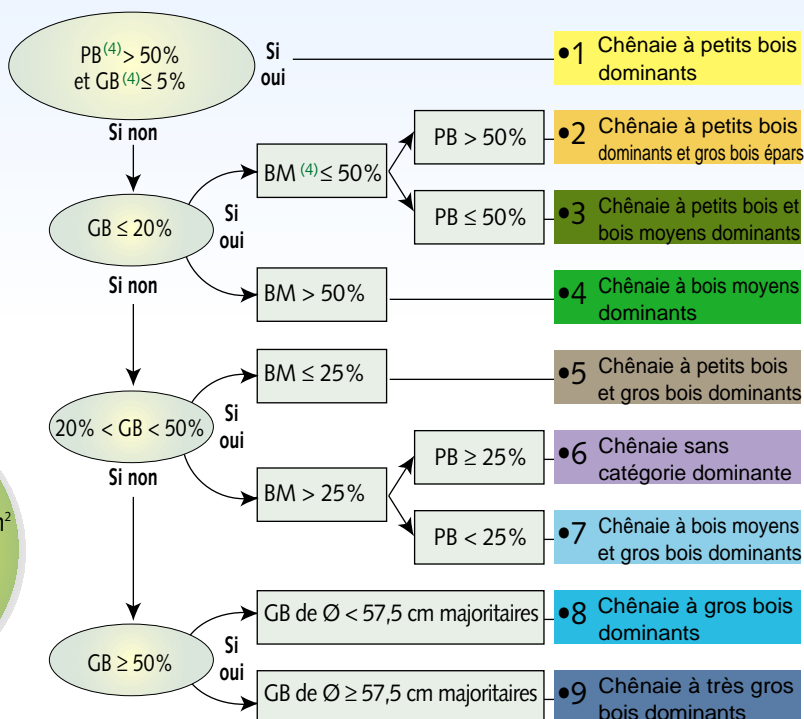 PB(4) > 50%
et GB(4) ≤ 5%
Si
oui
•1 Chênaie à petits bois
dominants
Si non
BM (4) ≤ 50%
PB > 50%
•2 Chênaie à petits bois
dominants et gros bois épars
PB ≤ 50%
•3 Chênaie à petits bois et
bois moyens dominants
GB ≤ 20%
Si
oui
Si non
BM > 50%
•4 Chênaie à bois moyens
dominants
BM ≤ 25%
•5 Chênaie à petits bois
et gros bois dominants
20% < GB < 50%
Si
oui
Si non
BM > 25%
PB ≥ 25%
•6 Chênaie sans
catégorie dominante
PB < 25%
•7 Chênaie à bois moyens
et gros bois dominants
GB de Ø < 57,5 cm majoritaires
•8 Chênaie à gros bois
dominants
GB ≥ 50%
Si
oui
GB de Ø ≥ 57,5 cm majoritaires
•9 Chênaie à très gros
bois dominants